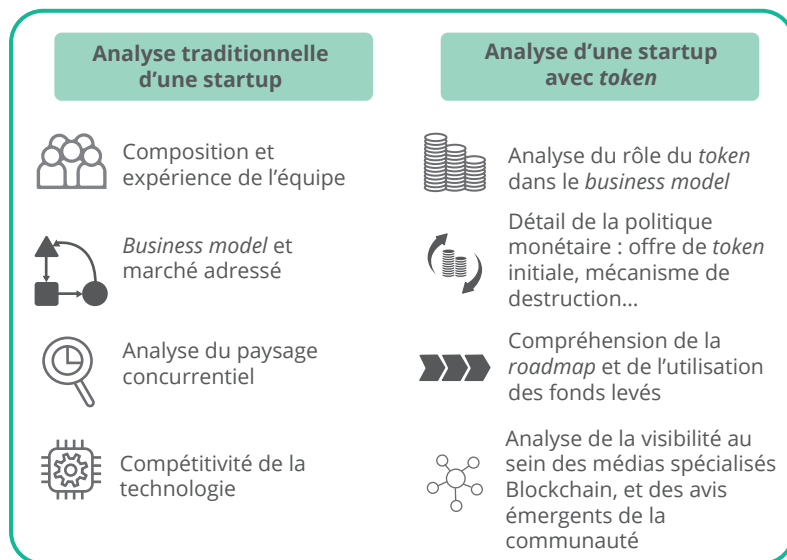 Analyse traditionnelle
d’une startup
Composition et
expérience de l’équipe
Business model et
marché adressé
Analyse du paysage
concurrentiel
Compétitivité de la
technologie
Analyse d’une startup
avec token
Analyse du rôle du token
dans le business model
Détail de la politique
monétaire : offre de token
initiale, mécanisme de
destruction...
Compréhension de la
roadmap et de l’utilisation
des fonds levés
Analyse de la visibilité au
sein des médias spécialisés
Blockchain, et des avis
émergents de la
communauté